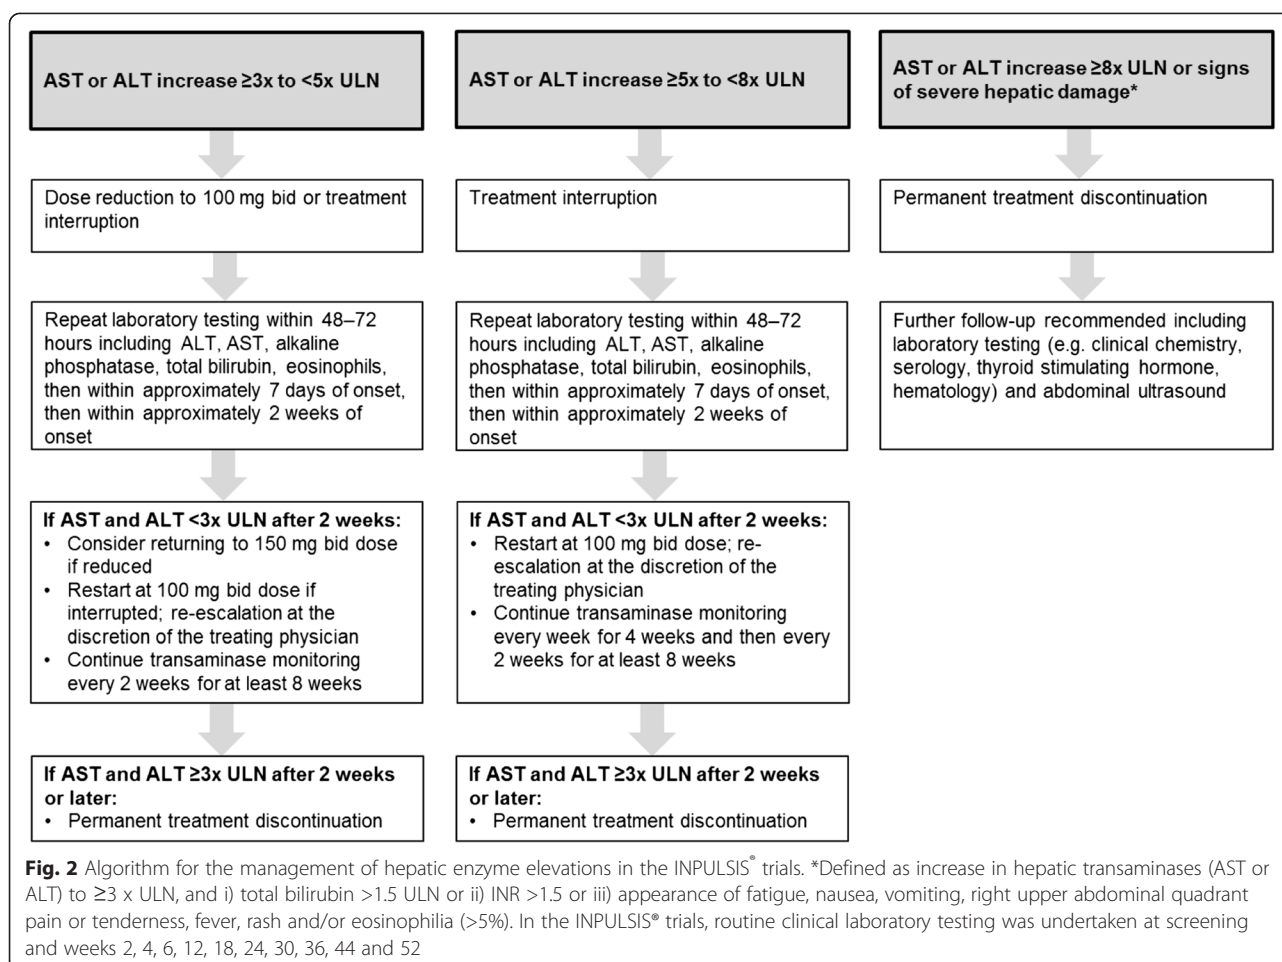 AST or ALT increase ≥3x to <5x ULN
Dose reduction to 100 mg bid or treatment
interruption
Repeat laboratory testing within 48–72
hours including ALT, AST, alkaline
phosphatase, total bilirubin, eosinophils,
then within approximately 7 days of onset,
then within approximately 2 weeks of
onset
If AST and ALT <3x ULN after 2 weeks:
• Consider returning to 150 mg bid dose
if reduced
• Restart at 100 mg bid dose if
interrupted; re-escalation at the
discretion of the treating physician
• Continue transaminase monitoring
every 2 weeks for at least 8 weeks
If AST and ALT ≥3x ULN after 2 weeks
or later:
• Permanent treatment discontinuation
AST or ALT increase ≥5x to <8x ULN
Treatment interruption
Repeat laboratory testing within 48–72
hours including ALT, AST, alkaline
phosphatase, total bilirubin, eosinophils,
then within approximately 7 days of onset,
then within approximately 2 weeks of
onset
If AST and ALT <3x ULN after 2 weeks:
• Restart at 100 mg bid dose; re-
escalation at the discretion of the
treating physician
• Continue transaminase monitoring
every week for 4 weeks and then every
2 weeks for at least 8 weeks
If AST and ALT ≥3x ULN after 2 weeks
or later:
• Permanent treatment discontinuation
AST or ALT increase ≥8x ULN or signs
of severe hepatic damage*
Permanent treatment discontinuation
Further follow-up recommended including
laboratory testing (e.g. clinical chemistry,
serology, thyroid stimulating hormone,
hematology) and abdominal ultrasound
Fig. 2 Algorithm for the management of hepatic enzyme elevations in the INPULSIS® trials. *Defined as increase in hepatic transaminases (AST or
ALT) to ≥3 x ULN, and i) total bilirubin >1.5 ULN or ii) INR >1.5 or iii) appearance of fatigue, nausea, vomiting, right upper abdominal quadrant
pain or tenderness, fever, rash and/or eosinophilia (>5%). In the INPULSIS® trials, routine clinical laboratory testing was undertaken at screening
and weeks 2, 4, 6, 12, 18, 24, 30, 36, 44 and 52